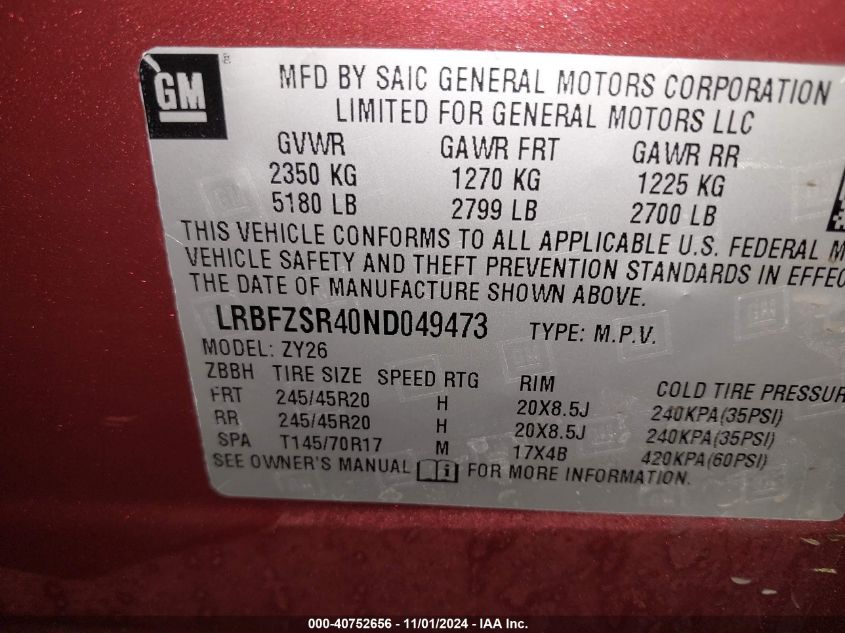 GM
MFD BY SAIC GENERAL MOTORS CORPORATION
LIMITED FOR GENERAL MOTORS LLC
GVWR GAWR FRT GAWR RR
2350 KG 1270 KG 1225 KG
5180 LB 2799 LB 2700 LB
THIS VEHICLE CONFORMS TO ALL APPLICABLE U.S. FEDERAL M
VEHICLE SAFETY AND THEFT PREVENTION STANDARDS IN EFFEC
THE DATE OF MANUFACTURE SHOWN ABOVE.
LRBFZSR40ND049473 TYPE: M.P.V.
MODEL: ZY26
ZBBH TIRE SIZE SPEED RTG RIM COLD TIRE PRESSUR
FRT 245/45R20 H 20X8.5J 240KPA(35PSI)
RR 245/45R20 H 20X8.5J 240KPA(35PSI)
SPA T145/70R17 M 17X4B 420KPA(60PSI)
SEE OWNER'S MANUAL FOR MORE INFORMATION.
000-40752656 - 11/01/2024 - IAA Inc.